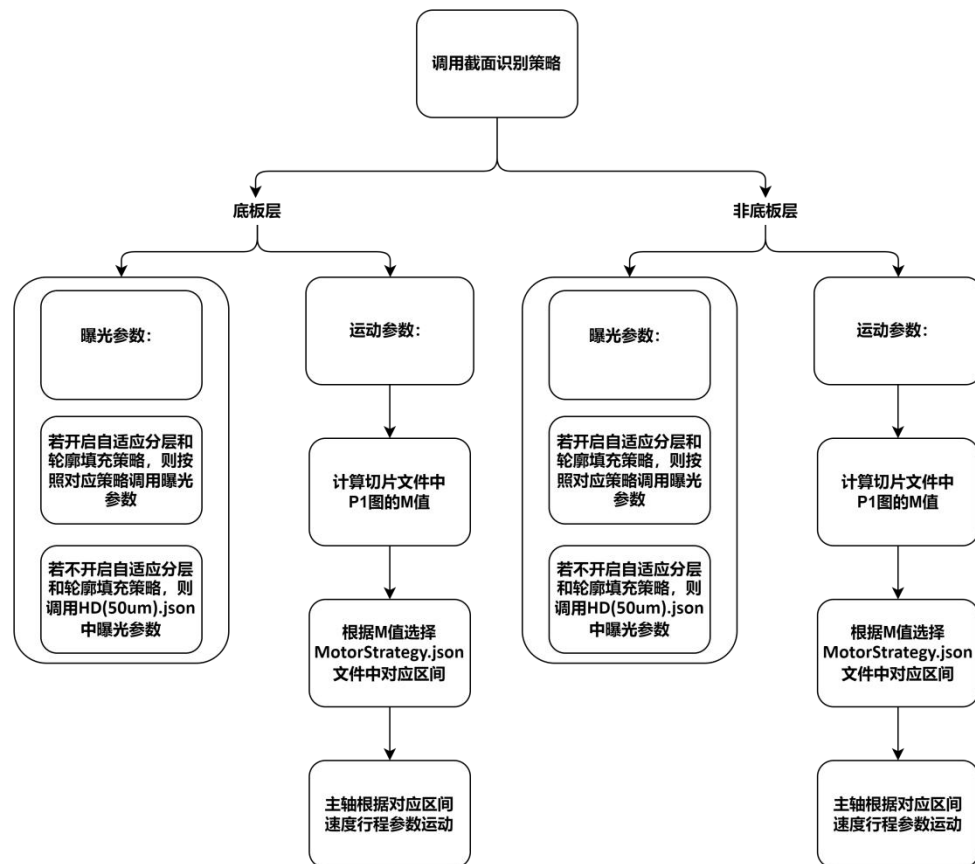 调用截面识别策略
底板层
非底板层
曝光参数：
若开启自适应分层和
轮廓填充策略，则按
照对应策略调用曝光
参数
若不开启自适应分层
和轮廓填充策略，则
调用HD(50um).json
中曝光参数
运动参数：
计算切片文件中
P1图的M值
根据M值选择
MotorStrategy.json
文件中对应区间
主轴根据对应区间
速度行程参数运动
曝光参数：
若开启自适应分层和
轮廓填充策略，则按
照对应策略调用曝光
参数
若不开启自适应分层
和轮廓填充策略，则
调用HD(50um).json
中曝光参数
运动参数：
计算切片文件中
P1图的M值
根据M值选择
MotorStrategy.json
文件中对应区间
主轴根据对应区间
速度行程参数运动